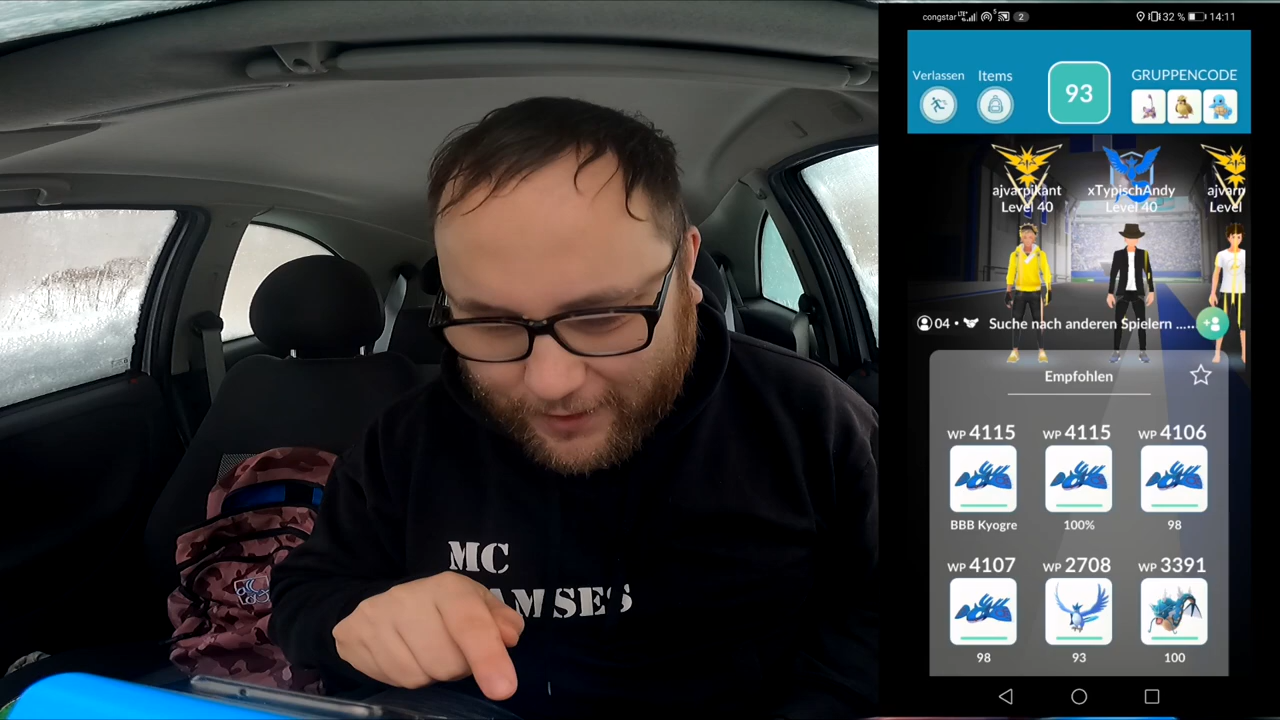 congstar 5 2 32 % 14:11
Verlassen
Items
93
GRUPPENCODE
ajvarpikant
Level 40
xTypischAndy
Level 40
Level
04 • Suche nach anderen Spielern ......
Empfohlen
WP 4115 WP 4115 WP 4106
BBB Kyogre 100% 98
WP 4107 WP 2708 WP 3391
98 93 100
MC